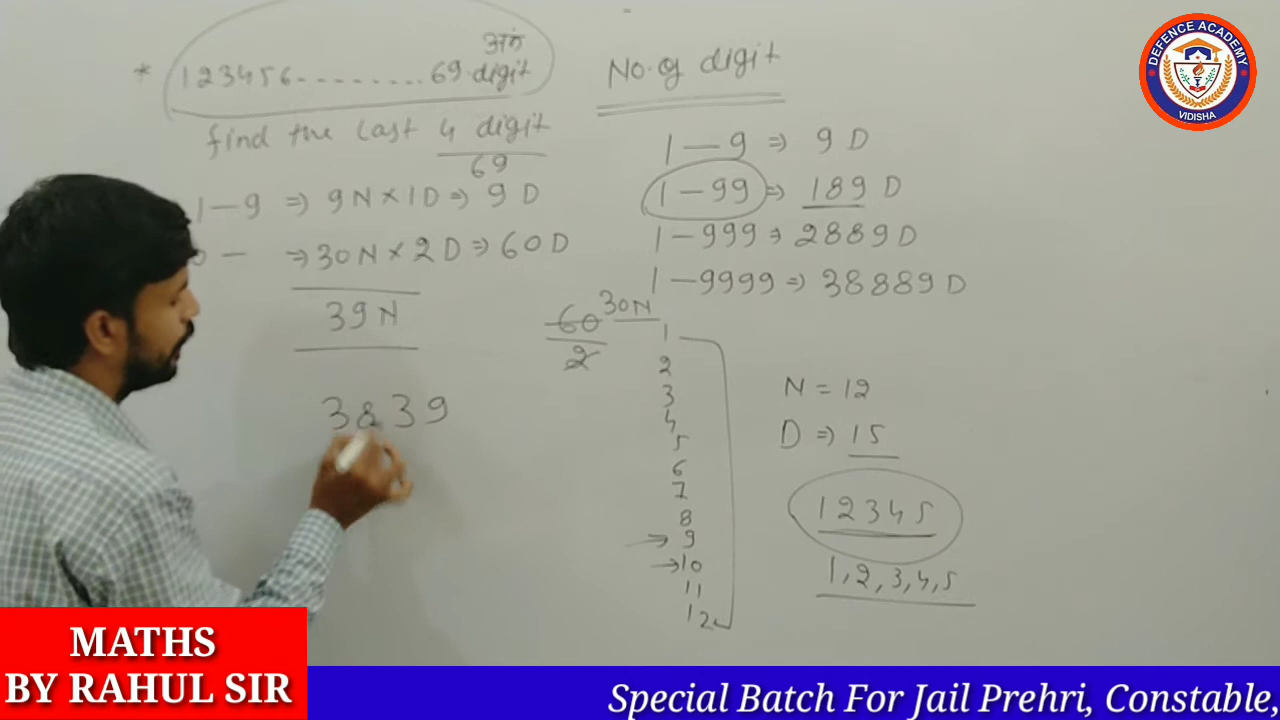 अंक
* 123456-------- 69 digit
find the last 4 digit
69
1 — 9 ⇒ 9N × 1D ⇒ 9 D
0 — ⇒ 30N × 2D ⇒ 60D
39 N
3839
No. of digit
1 — 9 ⇒ 9 D
1 — 99 ⇒ 189 D
1 — 999 ⇒ 2889 D
1 — 9999 ⇒ 38889 D
60 30N
2
1
2
3
4
5
6
7
8
→ 9
→ 10
11
12
N = 12
D ⇒ 15
12345
1,2,3,4,5
DEFENCE ACADEMY
VIDISHA
MATHS
BY RAHUL SIR
Special Batch For Jail Prehri, Constable,